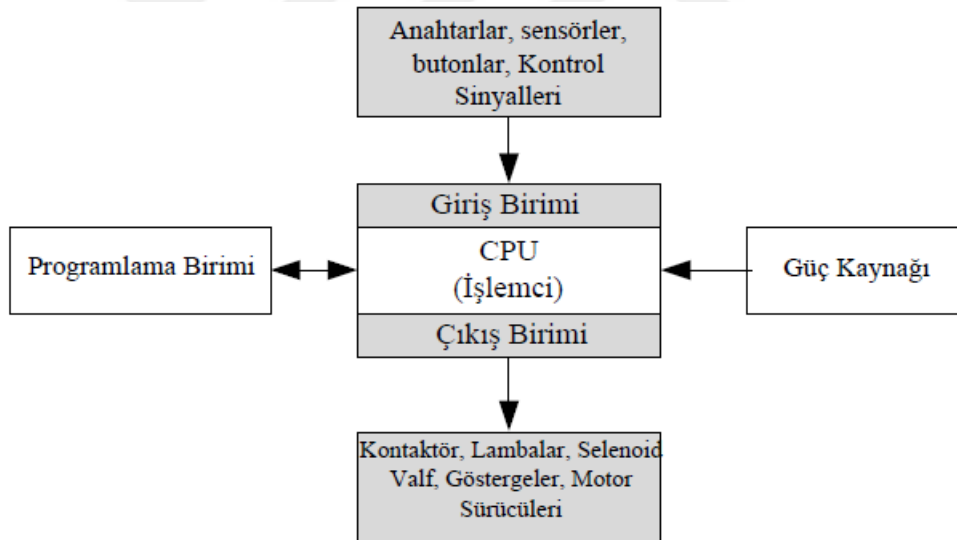 Anahtarlar, sensörler,
butonlar, Kontrol
Sinyalleri
Giriş Birimi
Programlama Birimi
CPU
(İşlemci)
Güç Kaynağı
Çıkış Birimi
Kontaktör, Lambalar, Selenoid
Valf, Göstergeler, Motor
Sürücüleri